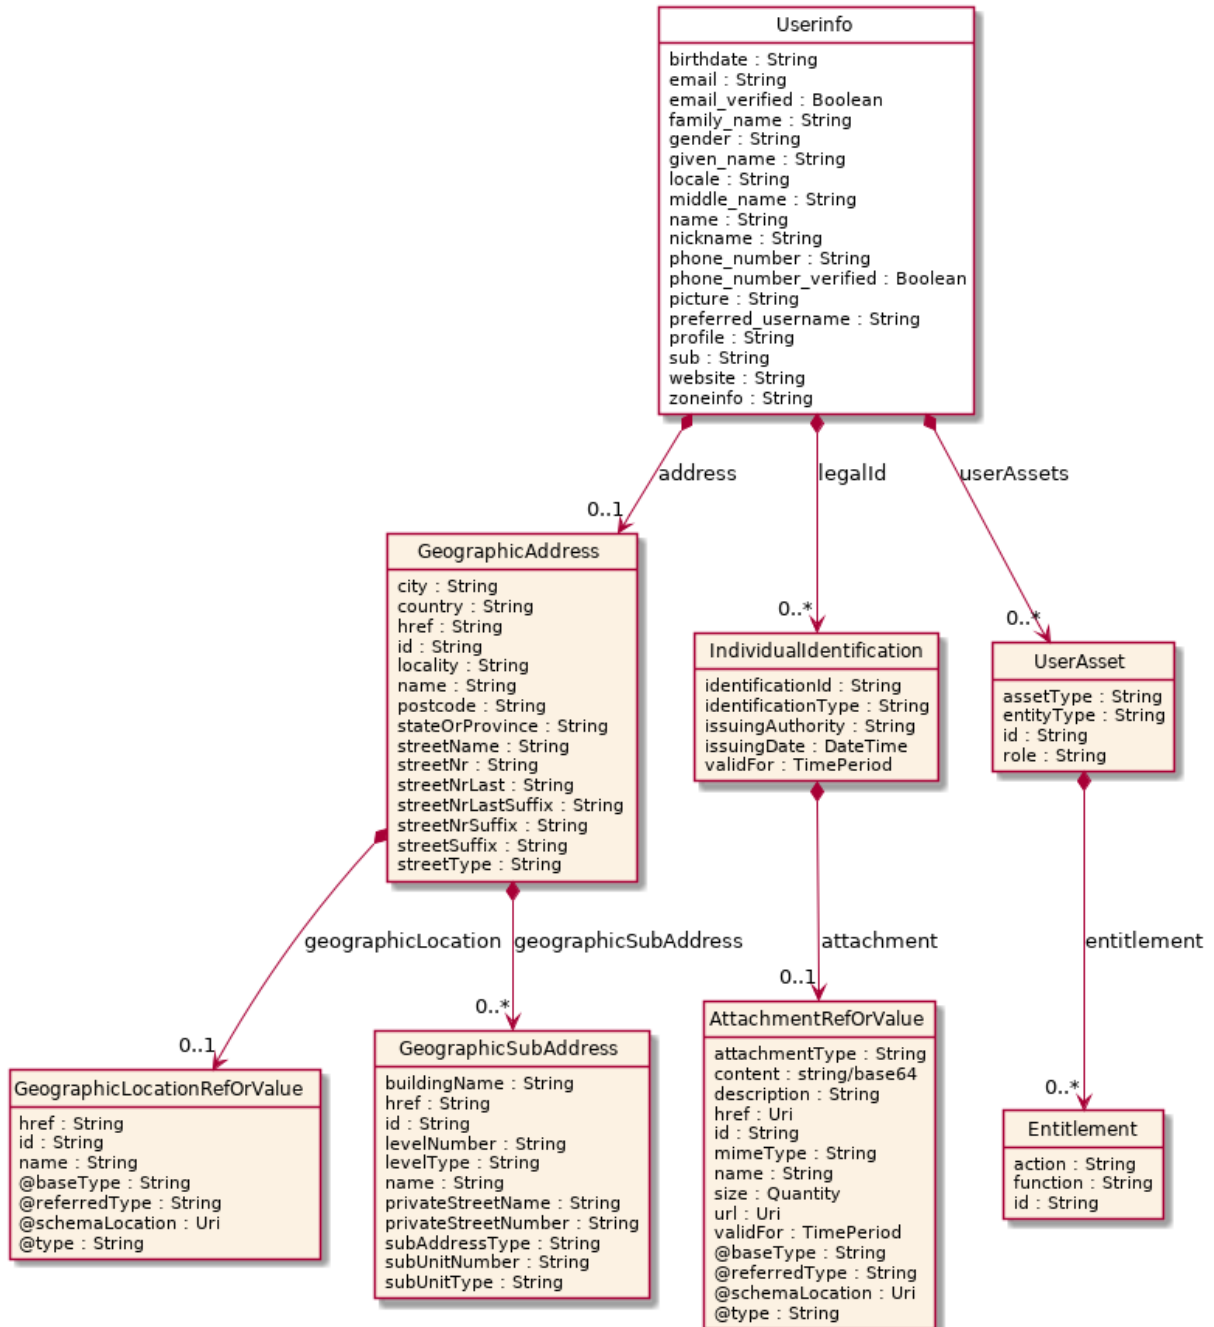 Userinfo
birthdate : String
email : String
email_verified : Boolean
family_name : String
gender : String
given_name : String
locale : String
middle_name : String
name : String
nickname : String
phone_number : String
phone_number_verified : Boolean
picture : String
preferred_username : String
profile : String
sub : String
website : String
zoneinfo : String
address
legalId
userAssets
0..1
0..*
0..*
GeographicAddress
city : String
country : String
href : String
id : String
locality : String
name : String
postcode : String
stateOrProvince : String
streetName : String
streetNr : String
streetNrLast : String
streetNrLastSuffix : String
streetNrSuffix : String
streetSuffix : String
streetType : String
IndividualIdentification
identificationId : String
identificationType : String
issuingAuthority : String
issuingDate : DateTime
validFor : TimePeriod
UserAsset
assetType : String
entityType : String
id : String
role : String
geographicLocation
geographicSubAddress
attachment
entitlement
0..1
0..*
0..1
0..*
GeographicLocationRefOrValue
href : String
id : String
name : String
@baseType : String
@referredType : String
@schemaLocation : Uri
@type : String
GeographicSubAddress
buildingName : String
href : String
id : String
levelNumber : String
levelType : String
name : String
privateStreetName : String
privateStreetNumber : String
subAddressType : String
subUnitNumber : String
subUnitType : String
AttachmentRefOrValue
attachmentType : String
content : string/base64
description : String
href : Uri
id : String
mimeType : String
name : String
size : Quantity
url : Uri
validFor : TimePeriod
@baseType : String
@referredType : String
@schemaLocation : Uri
@type : String
Entitlement
action : String
function : String
id : String